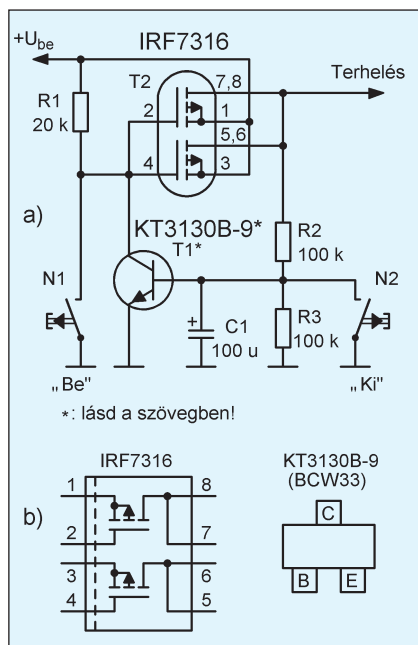 +Ube
IRF7316
T2
7,8
Terhelés
R1
20 k
2
1
5,6
4
3
a)
KT3130B-9*
T1*
R2
100 k
N1
N2
+
C1
100 u
R3
100 k
„Be"
„Ki"
*: lásd a szövegben!
IRF7316
KT3130B-9
(BCW33)
b)
1
8
2
7
3
6
4
5
C
B
E